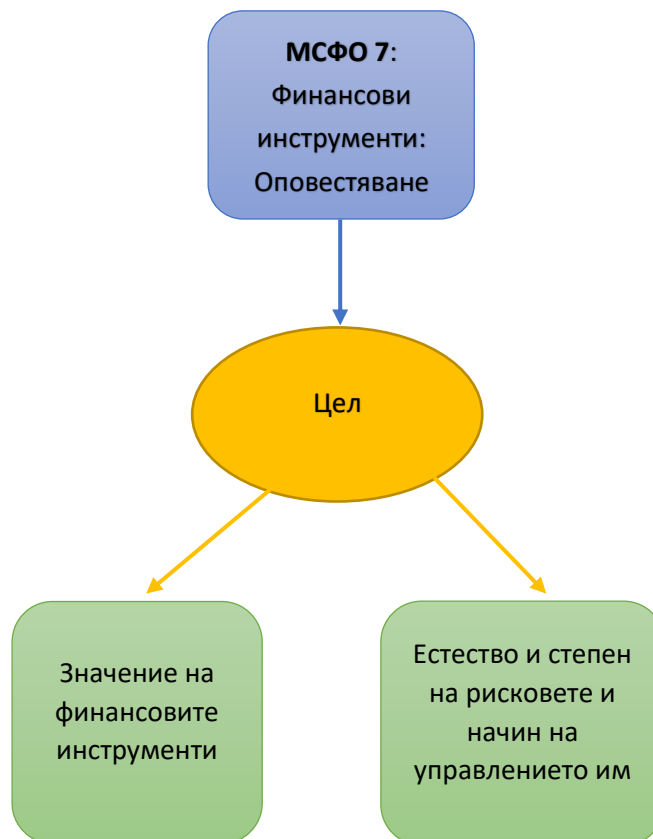 МСФО 7:
Финансови
инструменти:
Оповестяване
Цел
Значение на
финансовите
инструменти
Естество и степен
на рисковете и
начин на
управлението им